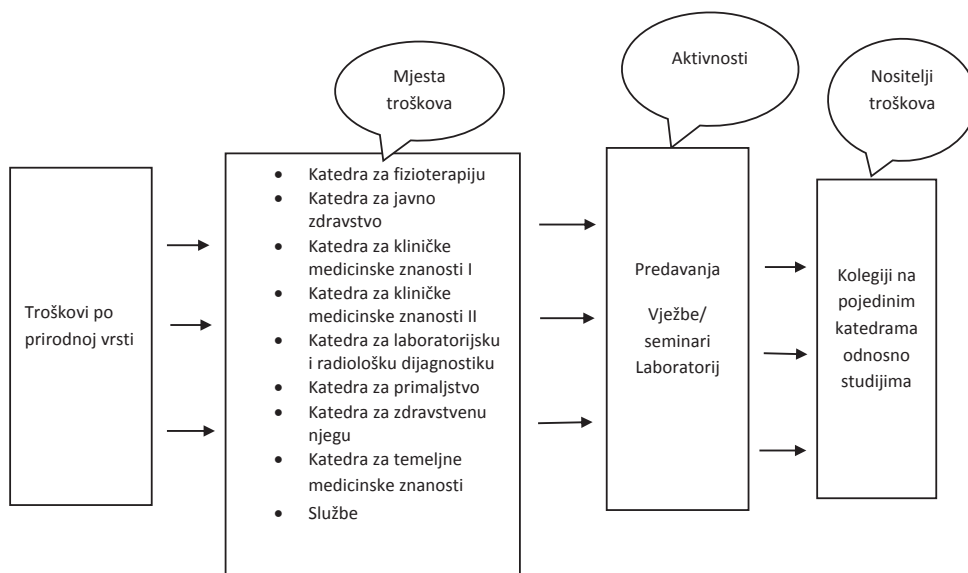 Mjesta
troškova
Aktivnosti
Nositelji
troškova
Troškovi po
prirodnoj vrsti
• Katedra za fizioterapiju
• Katedra za javno
zdravstvo
• Katedra za kliničke
medicinske znanosti I
• Katedra za kliničke
medicinske znanosti II
• Katedra za laboratorijsku
i radiološku dijagnostiku
• Katedra za primaljstvo
• Katedra za zdravstvenu
njegu
• Katedra za temeljne
medicinske znanosti
• Službe
Predavanja
Vježbe/
seminari
Laboratorij
Kolegiji na
pojedinim
katedrama
odnosno
studijima